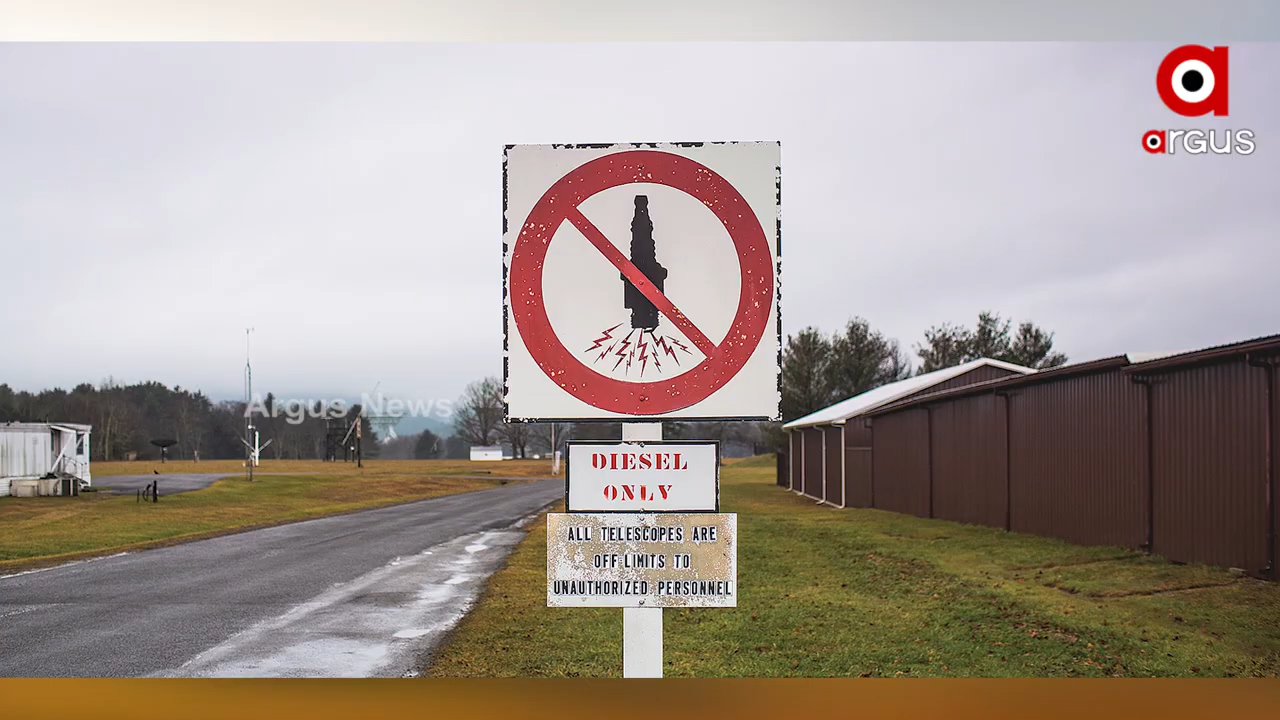 argus
Argus News
DIESEL
ONLY
ALL TELESCOPES ARE
OFF-LIMITS TO
UNAUTHORIZED PERSONNEL